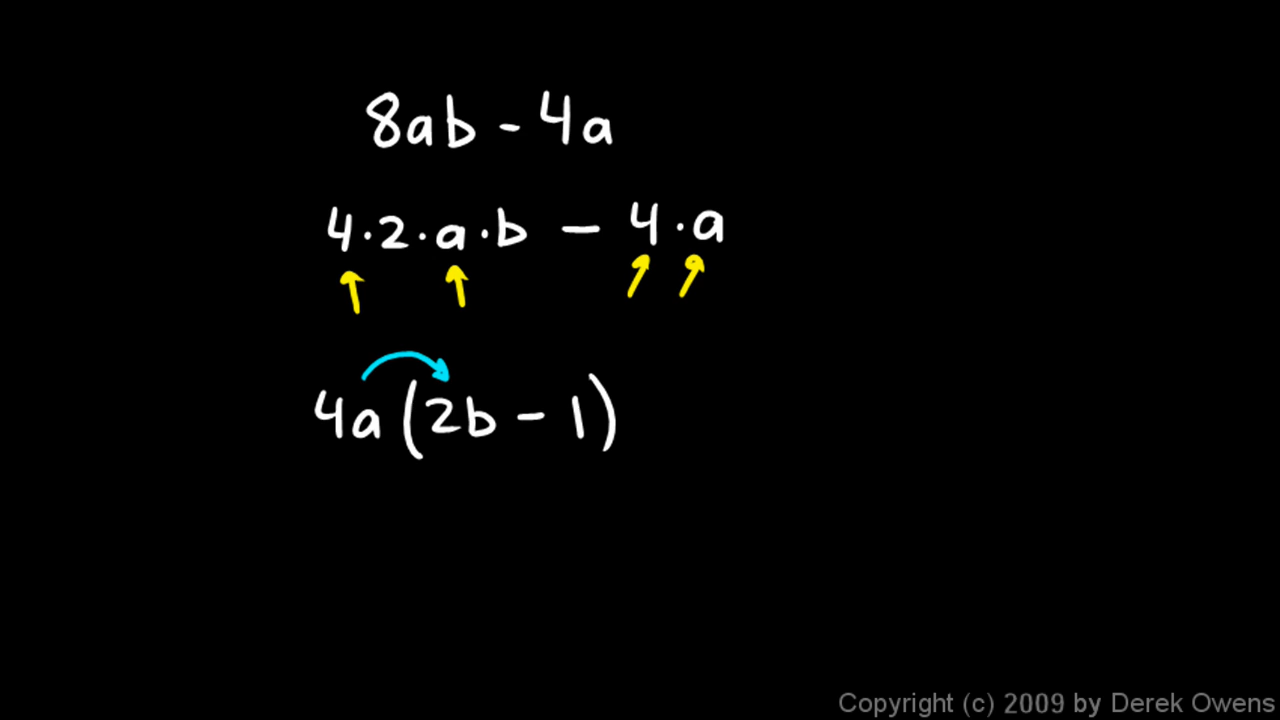 8ab - 4a
4·2·a·b - 4·a
4a(2b - 1)
Copyright (c) 2009 by Derek Owens